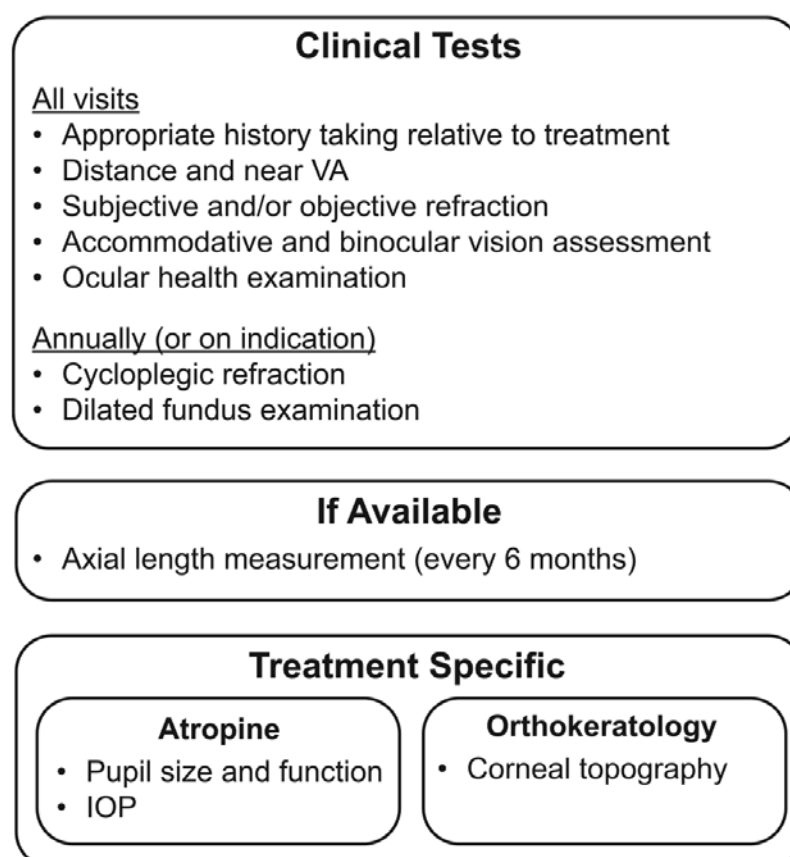 Clinical Tests
All visits
• Appropriate history taking relative to treatment
• Distance and near VA
• Subjective and/or objective refraction
• Accommodative and binocular vision assessment
• Ocular health examination
Annually (or on indication)
• Cycloplegic refraction
• Dilated fundus examination
If Available
• Axial length measurement (every 6 months)
Treatment Specific
Atropine
• Pupil size and function
• IOP
Orthokeratology
• Corneal topography